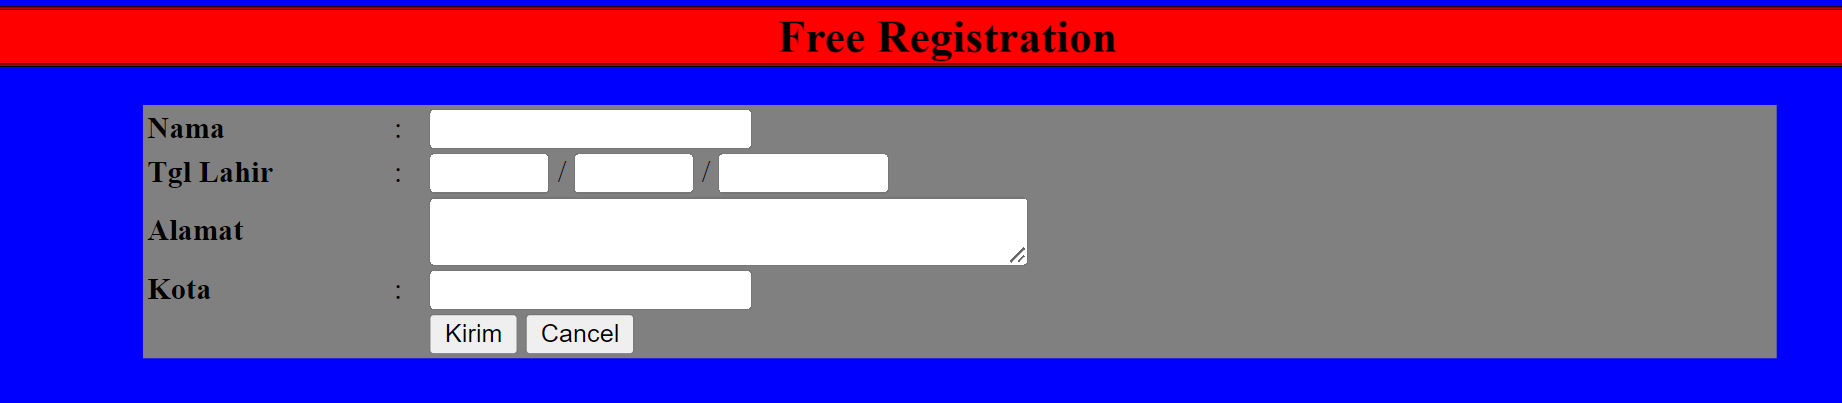 Free Registration
Nama :
Tgl Lahir : / /
Alamat
Kota :
Kirim Cancel